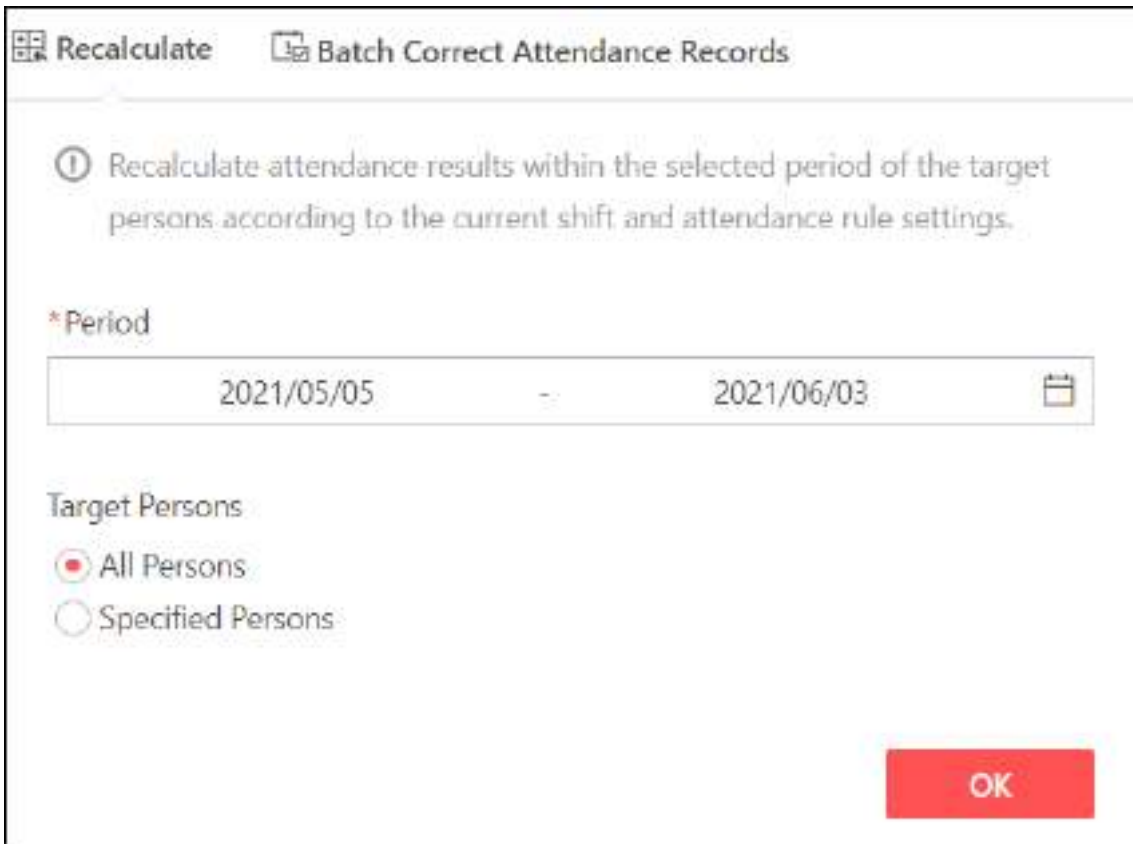 Recalculate
Batch Correct Attendance Records
Recalculate attendance results within the selected period of the target
persons according to the current shift and attendance rule settings.
*Period
2021/05/05 - 2021/06/03
Target Persons
All Persons
Specified Persons
OK